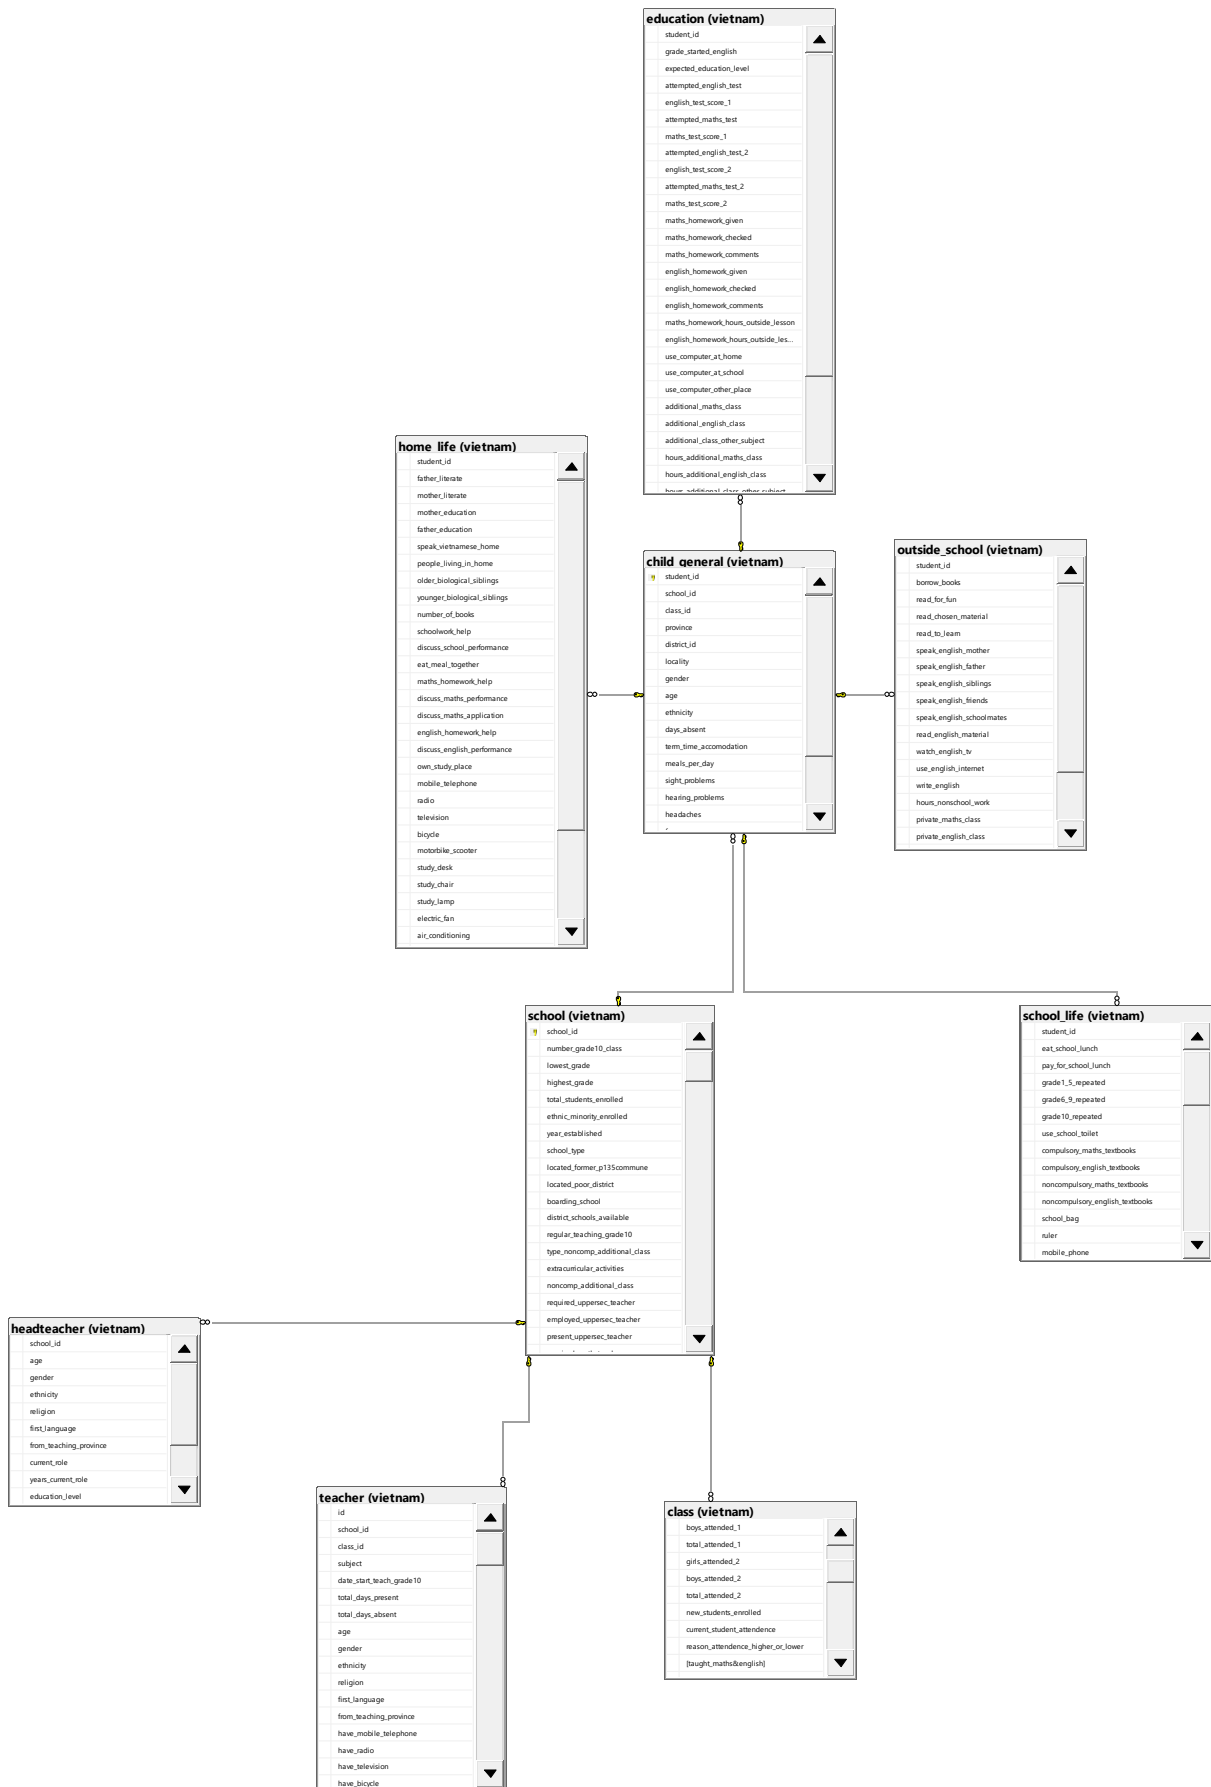 education (vietnam)
student_id
grade_started_english
expected_education_level
attempted_english_test
english_test_score_1
attempted_maths_test
maths_test_score_1
attempted_english_test_2
english_test_score_2
attempted_maths_test_2
maths_test_score_2
maths_homework_given
maths_homework_checked
maths_homework_comments
english_homework_given
english_homework_checked
english_homework_comments
maths_homework_hours_outside_lesson
english_homework_hours_outside_les...
use_computer_at_home
use_computer_at_school
use_computer_other_place
additional_maths_class
additional_english_class
additional_class_other_subject
hours_additional_maths_class
hours_additional_english_class
hours_additional_class_other_subject
home_life (vietnam)
student_id
father_literate
mother_literate
mother_education
father_education
speak_vietnamese_home
people_living_in_home
older_biological_siblings
younger_biological_siblings
number_of_books
schoolwork_help
discuss_school_performance
eat_meal_together
maths_homework_help
discuss_maths_performance
discuss_maths_application
english_homework_help
discuss_english_performance
own_study_place
mobile_telephone
radio
television
bicycle
motorbike_scooter
study_desk
study_chair
study_lamp
electric_fan
air_conditioning
child_general (vietnam)
student_id
school_id
class_id
province
district_id
locality
gender
age
ethnicity
days_absent
term_time_accomodation
meals_per_day
sight_problems
hearing_problems
headaches
outside_school (vietnam)
student_id
borrow_books
read_for_fun
read_chosen_material
read_to_learn
speak_english_mother
speak_english_father
speak_english_siblings
speak_english_friends
speak_english_schoolmates
read_english_material
watch_english_tv
use_english_internet
write_english
hours_nonschool_work
private_maths_class
private_english_class
school (vietnam)
school_id
number_grade10_class
lowest_grade
highest_grade
total_students_enrolled
ethnic_minority_enrolled
year_established
school_type
located_former_p135commune
located_poor_district
boarding_school
district_schools_available
regular_teaching_grade10
type_noncomp_additional_class
extracurricular_activities
noncomp_additional_class
required_uppersec_teacher
employed_uppersec_teacher
present_uppersec_teacher
school_life (vietnam)
student_id
eat_school_lunch
pay_for_school_lunch
grade1_5_repeated
grade6_9_repeated
grade10_repeated
use_school_toilet
compulsory_maths_textbooks
compulsory_english_textbooks
noncompulsory_maths_textbooks
noncompulsory_english_textbooks
school_bag
ruler
mobile_phone
headteacher (vietnam)
school_id
age
gender
ethnicity
religion
first_language
from_teaching_province
current_role
years_current_role
education_level
teacher (vietnam)
id
school_id
class_id
subject
date_start_teach_grade10
total_days_present
total_days_absent
age
gender
ethnicity
religion
first_language
from_teaching_province
have_mobile_telephone
have_radio
have_television
have_bicycle
class (vietnam)
boys_attended_1
total_attended_1
girls_attended_2
boys_attended_2
total_attended_2
new_students_enrolled
current_student_attendence
reason_attendence_higher_or_lower
[taught_maths&english]